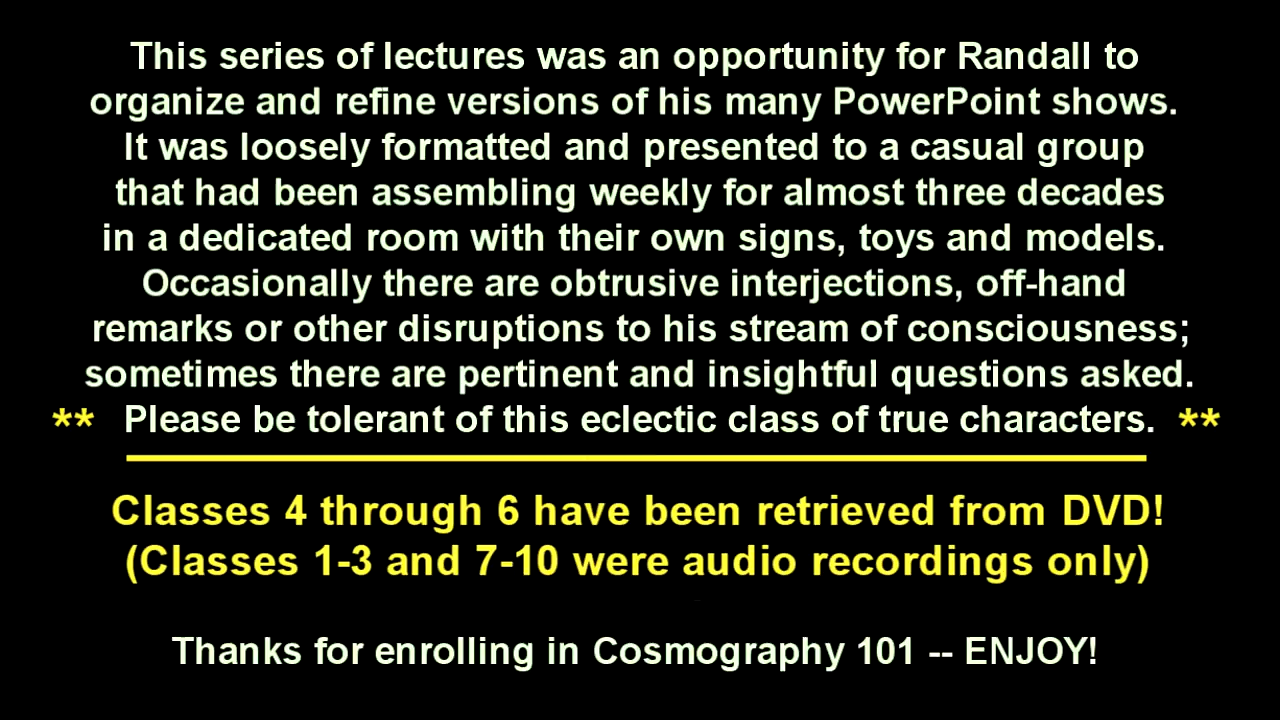 This series of lectures was an opportunity for Randall to
organize and refine versions of his many PowerPoint shows.
It was loosely formatted and presented to a casual group
that had been assembling weekly for almost three decades
in a dedicated room with their own signs, toys and models.
Occasionally there are obtrusive interjections, off-hand
remarks or other disruptions to his stream of consciousness;
sometimes there are pertinent and insightful questions asked.
** Please be tolerant of this eclectic class of true characters. **
Classes 4 through 6 have been retrieved from DVD!
(Classes 1-3 and 7-10 were audio recordings only)
Thanks for enrolling in Cosmography 101 -- ENJOY!